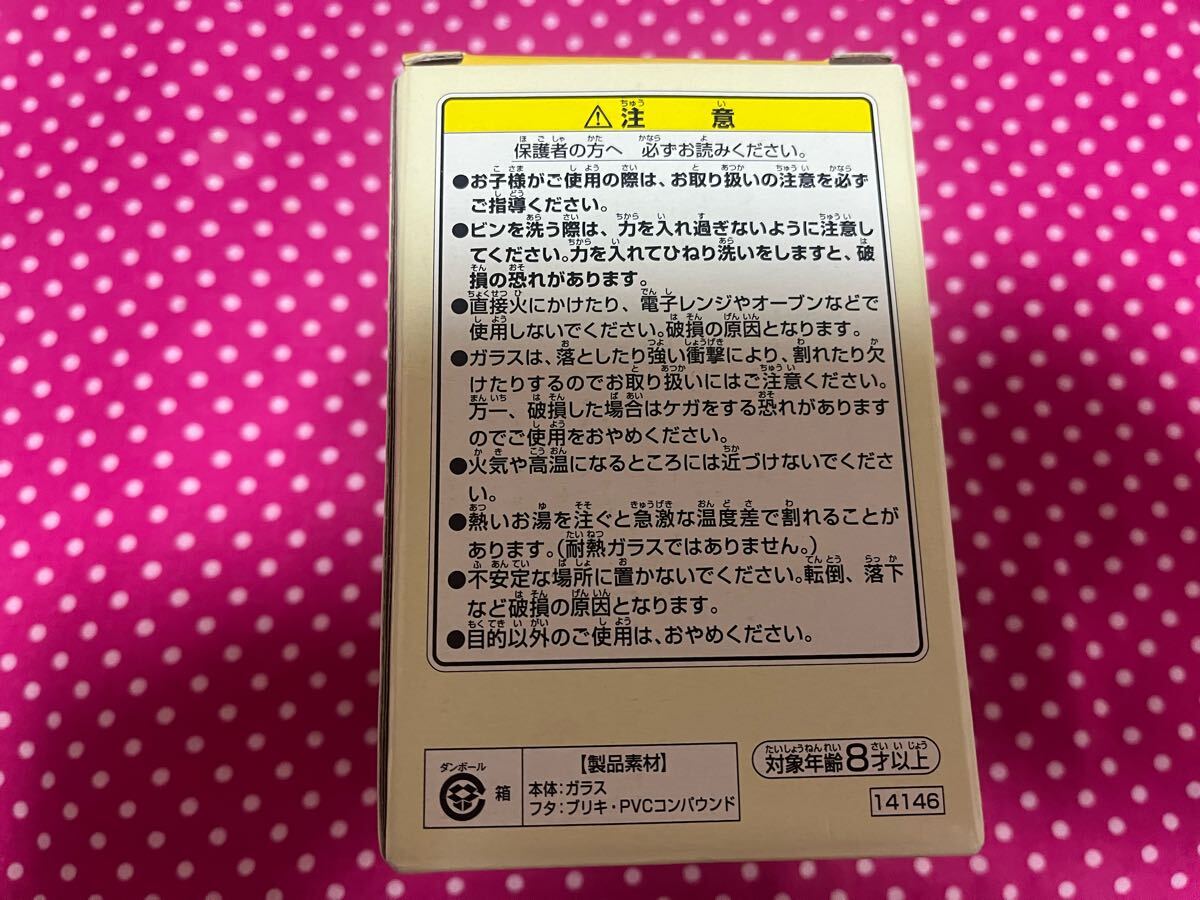 ⚠注意
保護者の方へ 必ずお読みください。
●お子様がご使用の際は、お取り扱いの注意を必ず
ご指導ください。
●ビンを洗う際は、力を入れ過ぎないように注意し
てください。力を入れてひねり洗いをしますと、破
損の恐れがあります。
●直接火にかけたり、電子レンジやオーブンなどで
使用しないでください。破損の原因となります。
●ガラスは、落としたり強い衝撃により、割れたり欠
けたりするのでお取り扱いにはご注意ください。
万一、破損した場合はケガをする恐れがあります
のでご使用をおやめください。
●火気や高温になるところには近づけないでくださ
い。
●熱いお湯を注ぐと急激な温度差で割れることが
あります。(耐熱ガラスではありません。)
●不安定な場所に置かないでください。転倒、落下
など破損の原因となります。
●目的以外のご使用は、おやめください。
ダンボール
箱
【製品素材】
本体:ガラス
フタ:ブリキ・PVCコンパウンド
対象年齢8才以上
14146